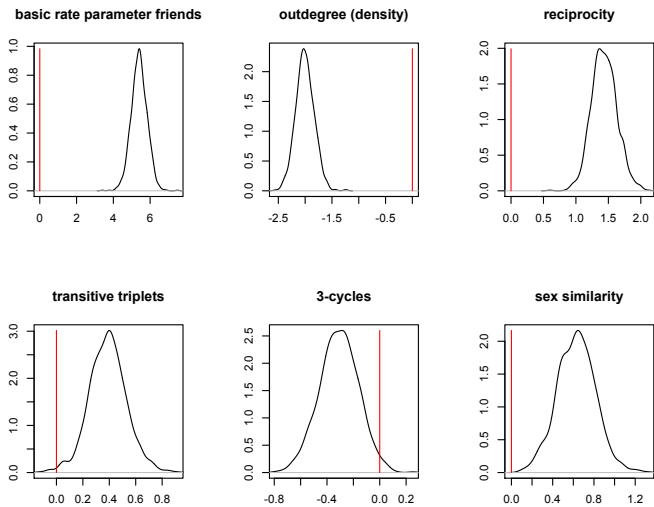 basic rate parameter friends
0.0 0.2 0.4 0.6 0.8 1.0
0 2 4 6
outdegree (density)
0.0 0.5 1.0 1.5 2.0
-2.5 -1.5 -0.5
reciprocity
0.0 0.5 1.0 1.5 2.0
0.0 0.5 1.0 1.5 2.0
transitive triplets
0.0 1.0 2.0 3.0
0.0 0.2 0.4 0.6 0.8
3-cycles
0.0 0.5 1.0 1.5 2.0 2.5
-0.8 -0.4 0.0 0.2
sex similarity
0.0 0.5 1.0 1.5 2.0
0.0 0.4 0.8 1.2